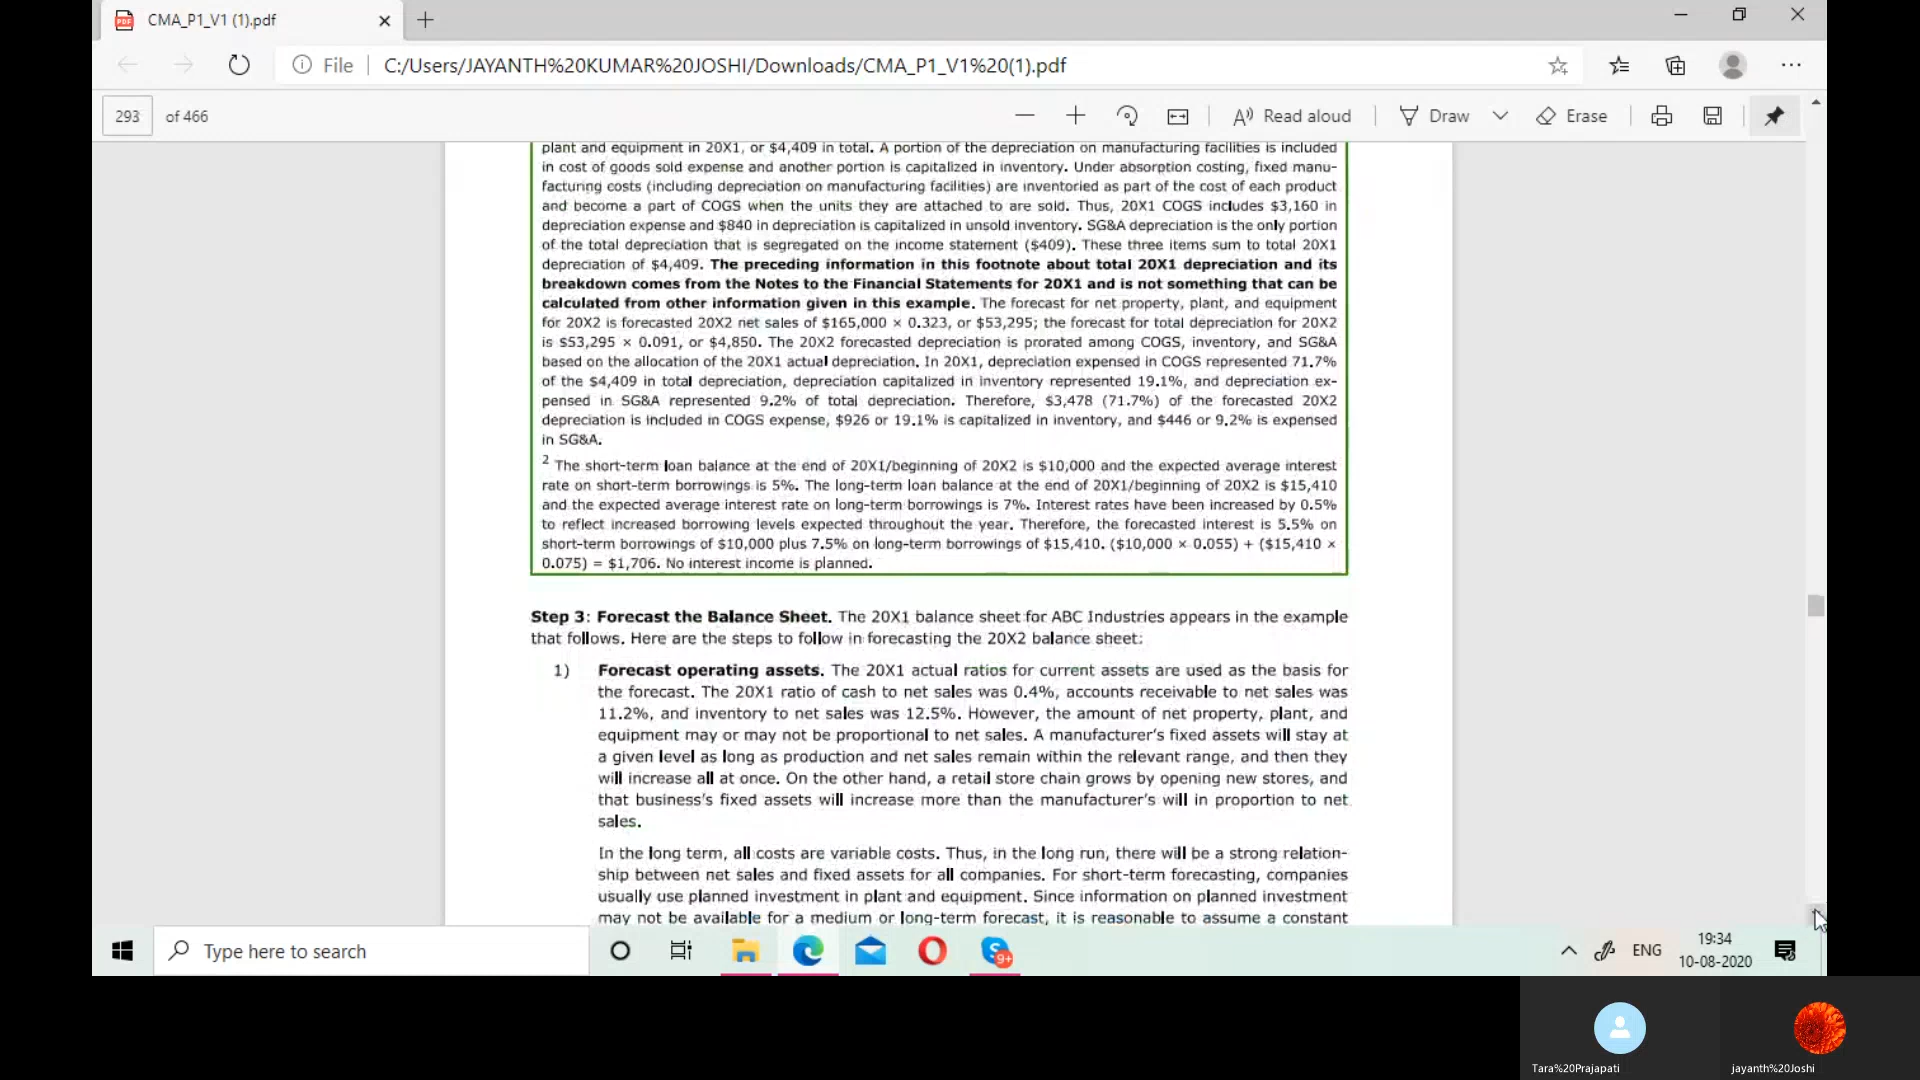 CMA_P1_V1 (1).pdf
File
C:/Users/JAYANTH%20KUMAR%20JOSHI/Downloads/CMA_P1_V1%20(1).pdf
293 of 466
Read aloud
Draw
Erase
plant and equipment in 20X1, or $4,409 in total. A portion of the depreciation on manufacturing facilities is included
in cost of goods sold expense and another portion is capitalized in inventory. Under absorption costing, fixed manu-
facturing costs (including depreciation on manufacturing facilities) are inventoried as part of the cost of each product
and become a part of COGS when the units they are attached to are sold. Thus, 20X1 COGS includes $3,160 in
depreciation expense and $840 in depreciation is capitalized in unsold inventory. SG&A depreciation is the only portion
of the total depreciation that is segregated on the income statement ($409). These three items sum to total 20X1
depreciation of $4,409. The preceding information in this footnote about total 20X1 depreciation and its
breakdown comes from the Notes to the Financial Statements for 20X1 and is not something that can be
calculated from other information given in this example. The forecast for net property, plant, and equipment
for 20X2 is forecasted 20X2 net sales of $165,000 × 0.323, or $53,295; the forecast for total depreciation for 20X2
is $53,295 × 0.091, or $4,850. The 20X2 forecasted depreciation is prorated among COGS, inventory, and SG&A
based on the allocation of the 20X1 actual depreciation. In 20X1, depreciation expensed in COGS represented 71.7%
of the $4,409 in total depreciation, depreciation capitalized in inventory represented 19.1%, and depreciation ex-
pensed in SG&A represented 9.2% of total depreciation. Therefore, $3,478 (71.7%) of the forecasted 20X2
depreciation is included in COGS expense, $926 or 19.1% is capitalized in inventory, and $446 or 9.2% is expensed
in SG&A.
2 The short-term loan balance at the end of 20X1/beginning of 20X2 is $10,000 and the expected average interest
rate on short-term borrowings is 5%. The long-term loan balance at the end of 20X1/beginning of 20X2 is $15,410
and the expected average interest rate on long-term borrowings is 7%. Interest rates have been increased by 0.5%
to reflect increased borrowing levels expected throughout the year. Therefore, the forecasted interest is 5.5% on
short-term borrowings of $10,000 plus 7.5% on long-term borrowings of $15,410. ($10,000 × 0.055) + ($15,410 ×
0.075) = $1,706. No interest income is planned.
Step 3: Forecast the Balance Sheet. The 20X1 balance sheet for ABC Industries appears in the example
that follows. Here are the steps to follow in forecasting the 20X2 balance sheet:
1) Forecast operating assets. The 20X1 actual ratios for current assets are used as the basis for
the forecast. The 20X1 ratio of cash to net sales was 0.4%, accounts receivable to net sales was
11.2%, and inventory to net sales was 12.5%. However, the amount of net property, plant, and
equipment may or may not be proportional to net sales. A manufacturer's fixed assets will stay at
a given level as long as production and net sales remain within the relevant range, and then they
will increase all at once. On the other hand, a retail store chain grows by opening new stores, and
that business's fixed assets will increase more than the manufacturer's will in proportion to net
sales.
In the long term, all costs are variable costs. Thus, in the long run, there will be a strong relation-
ship between net sales and fixed assets for all companies. For short-term forecasting, companies
usually use planned investment in plant and equipment. Since information on planned investment
may not be available for a medium or long-term forecast, it is reasonable to assume a constant
Type here to search
9+
ENG
19:34
10-08-2020
Tara%20Prajapati
jayanth%20Joshi